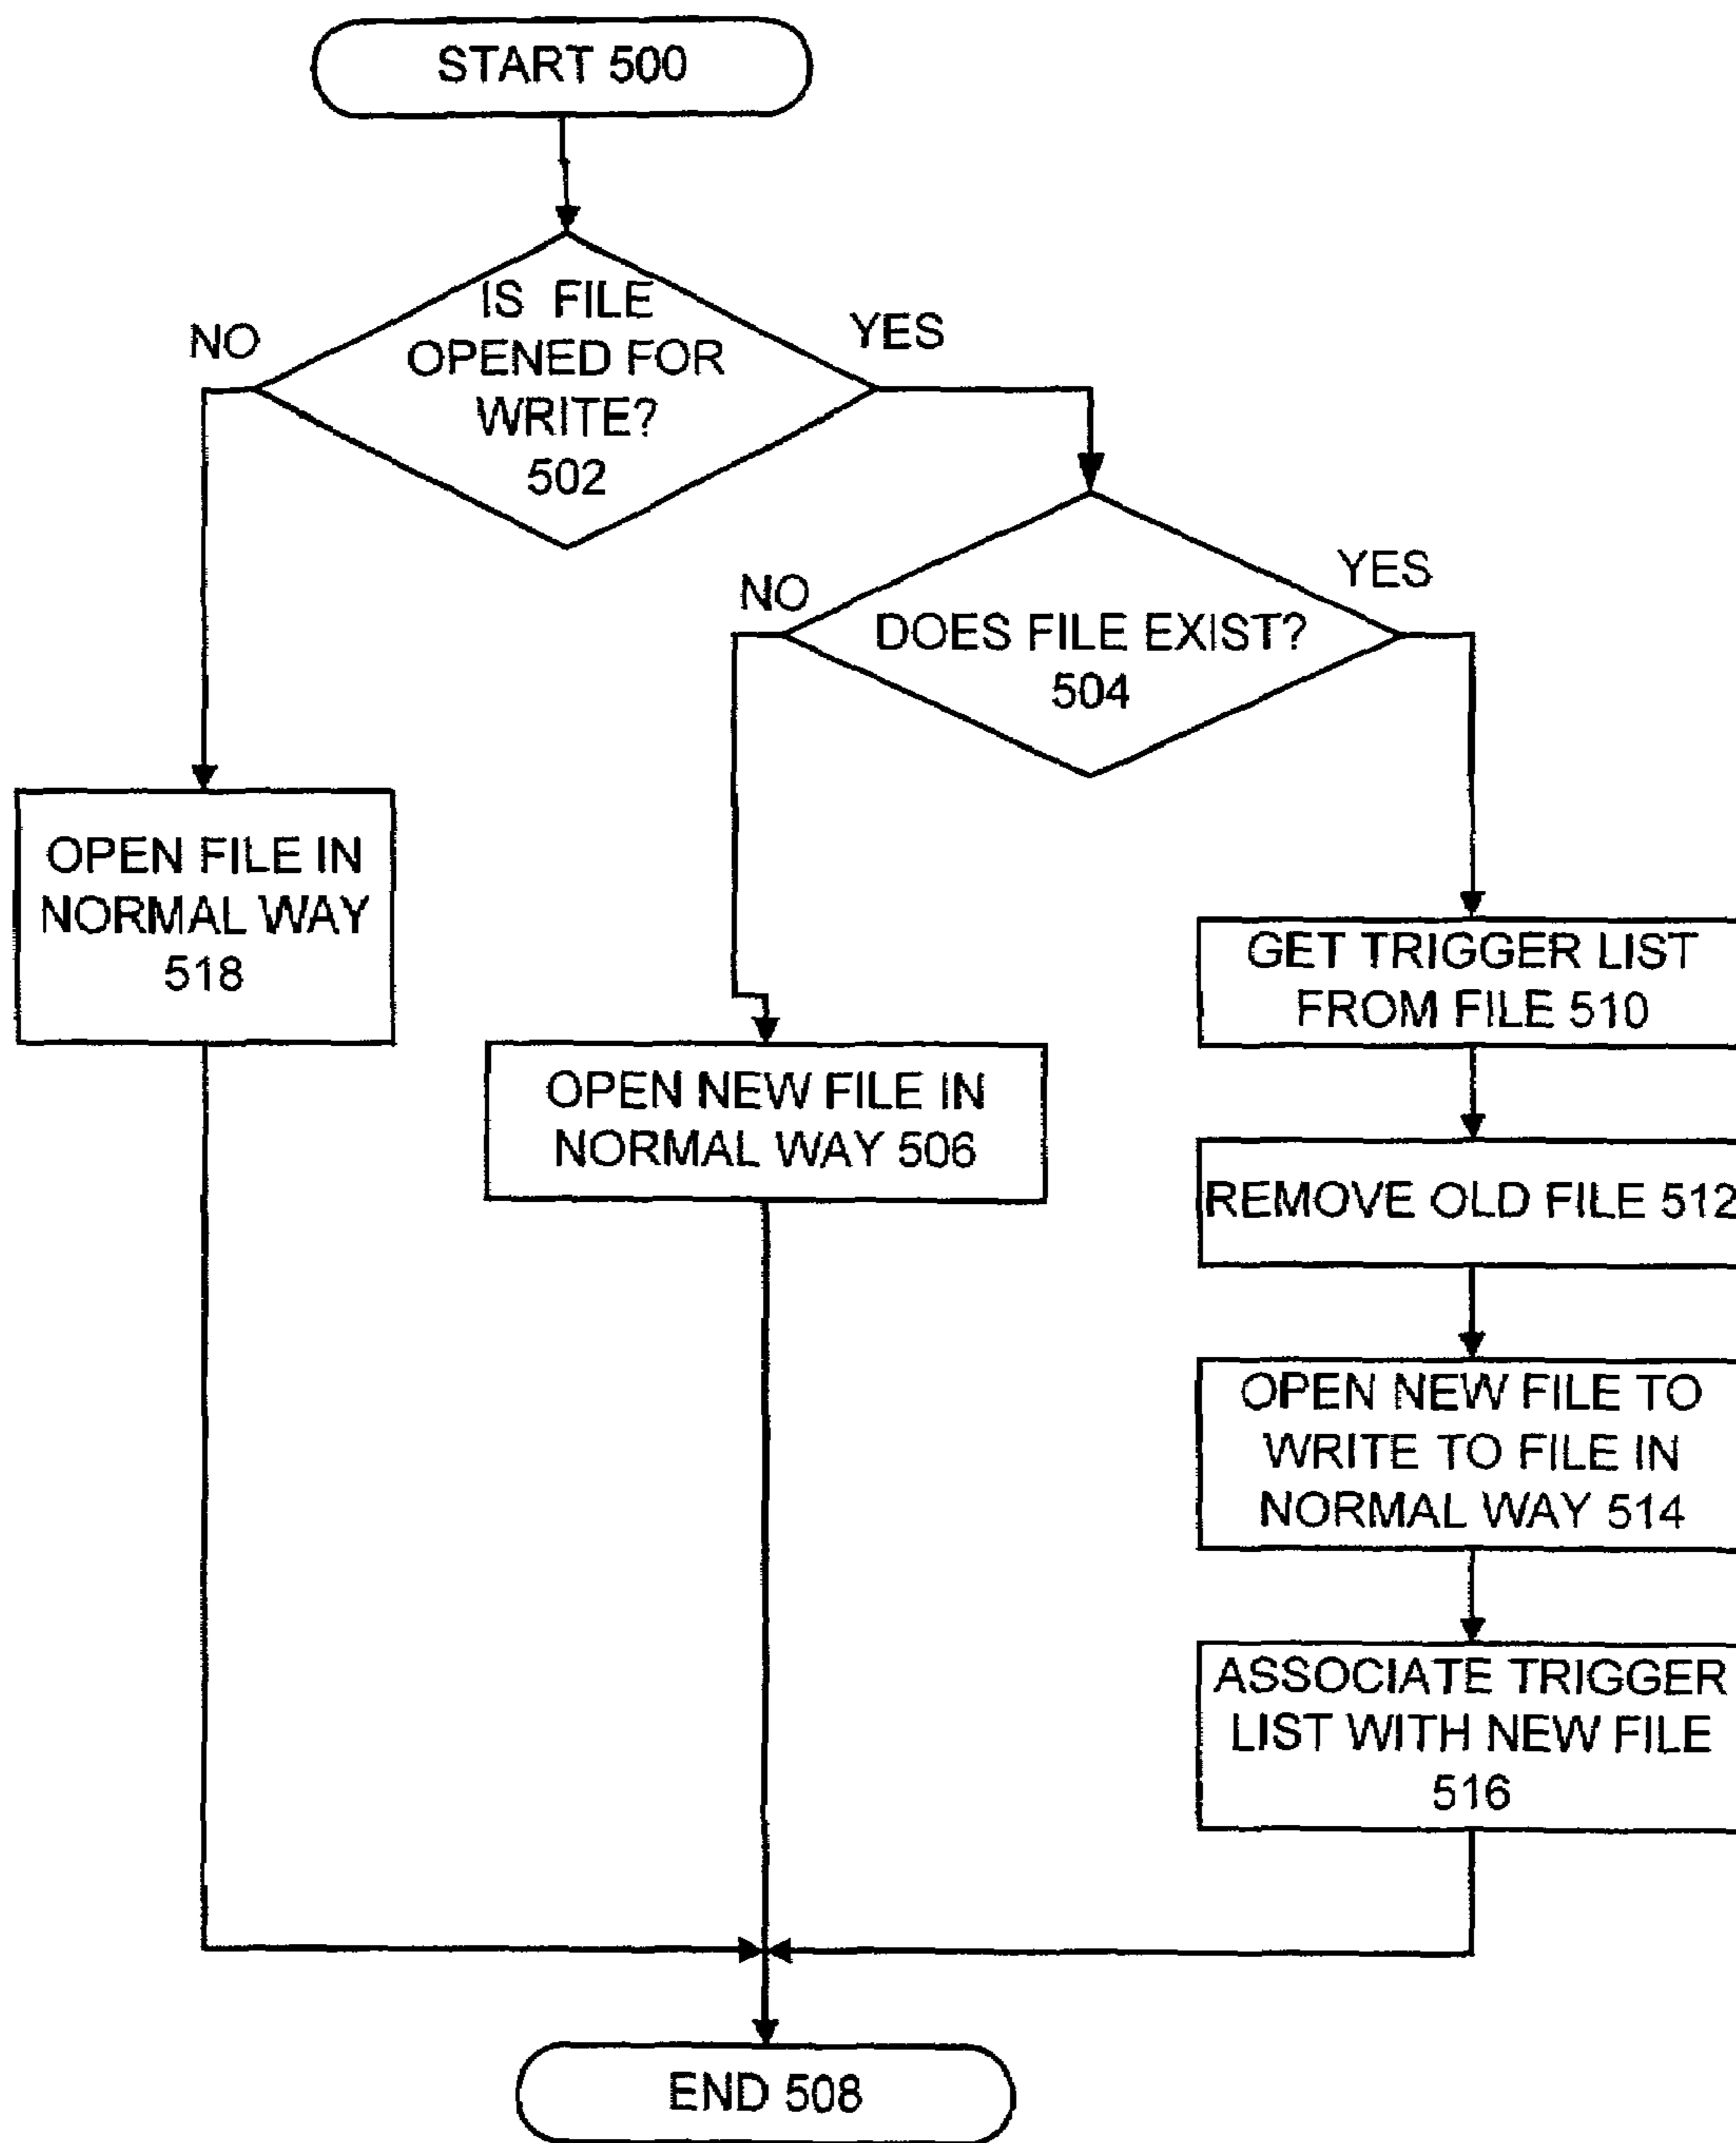 START 500
IS FILE
OPENED FOR
WRITE?
502
NO
YES
DOES FILE EXIST?
504
NO
YES
OPEN FILE IN
NORMAL WAY
518
OPEN NEW FILE IN
NORMAL WAY 506
GET TRIGGER LIST
FROM FILE 510
REMOVE OLD FILE 512
OPEN NEW FILE TO
WRITE TO FILE IN
NORMAL WAY 514
ASSOCIATE TRIGGER
LIST WITH NEW FILE
516
END 508